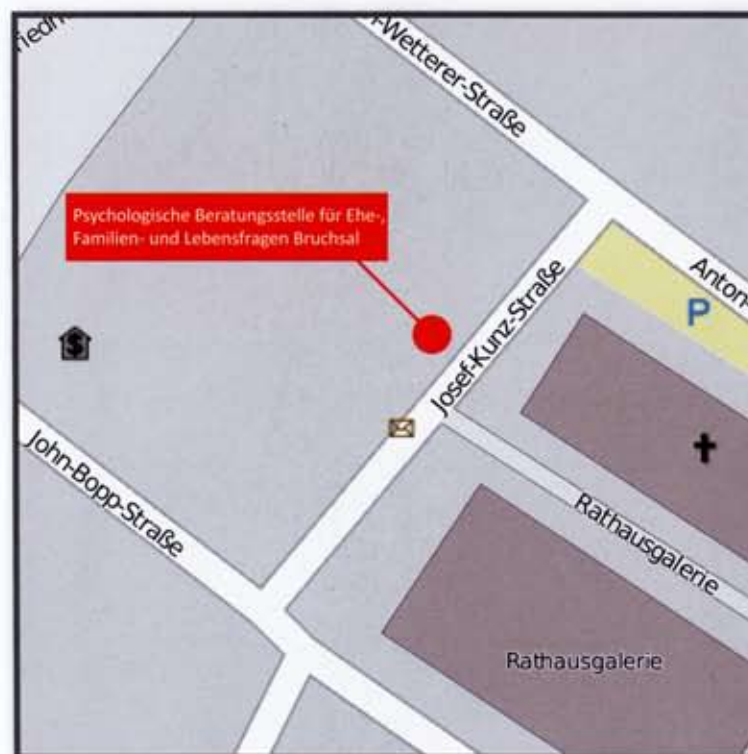 -Wetterer-Straße
Psychologische Beratungsstelle für Ehe-,
Familien- und Lebensfragen Bruchsal
Anton-
P
Josef-Kunz-Straße
John-Bopp-Straße
Rathausgalerie
Rathausgalerie